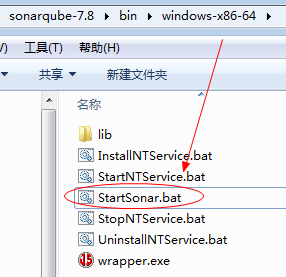 sonarqube-7.8 ▸ bin ▸ windows-x86-64 ▸
(V) 工具(T) 帮助(H)
共享 ▼ 新建文件夹
名称
lib
InstallNTService.bat
StartNTService.bat
StartSonar.bat
StopNTService.bat
UninstallNTService.bat
wrapper.exe